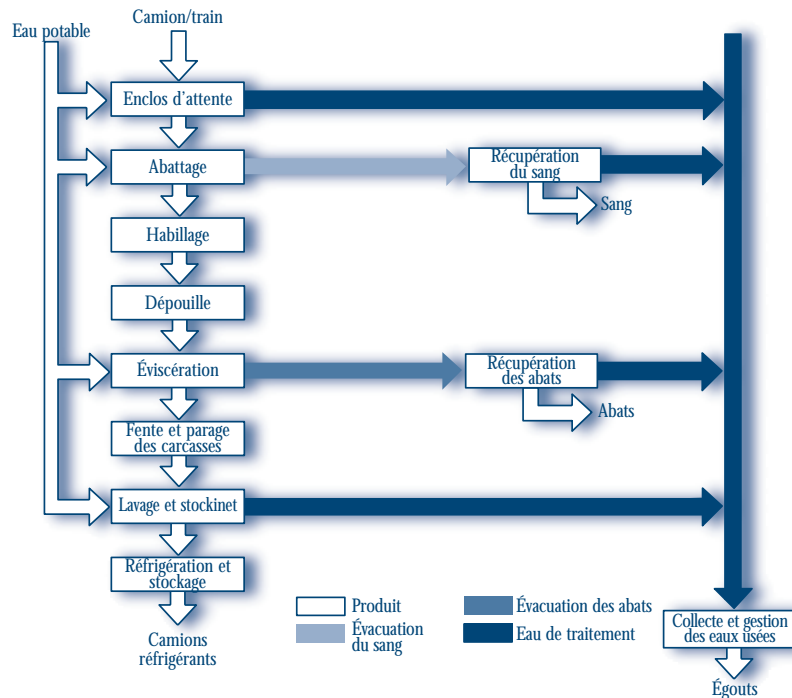 Camion/train
Eau potable
Enclos d'attente
Abattage
Récupération
du sang
Sang
Habillage
Dépouille
Éviscération
Récupération
des abats
Abats
Fente et parage
des carcasses
Lavage et stockinet
Réfrigération et
stockage
Camions
réfrigérants
Produit
Évacuation
du sang
Évacuation des abats
Eau de traitement
Collecte et gestion
des eaux usées
Égouts